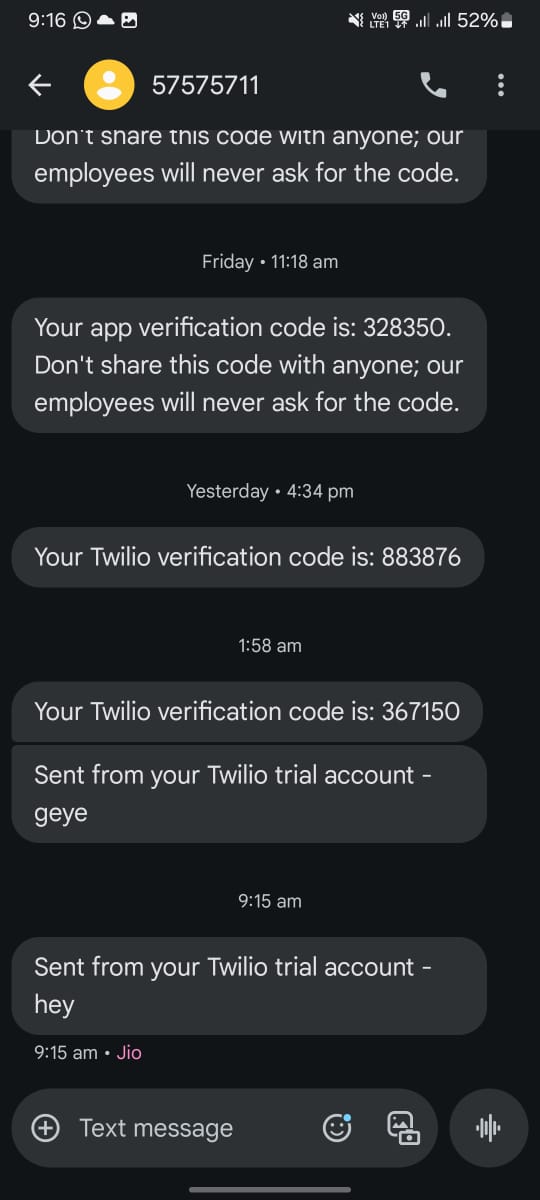 9:16
Vo))
LTE1
5G
52%
57575711
Don't share this code with anyone; our
employees will never ask for the code.
Friday • 11:18 am
Your app verification code is: 328350.
Don't share this code with anyone; our
employees will never ask for the code.
Yesterday • 4:34 pm
Your Twilio verification code is: 883876
1:58 am
Your Twilio verification code is: 367150
Sent from your Twilio trial account -
geye
9:15 am
Sent from your Twilio trial account -
hey
9:15 am • Jio
Text message